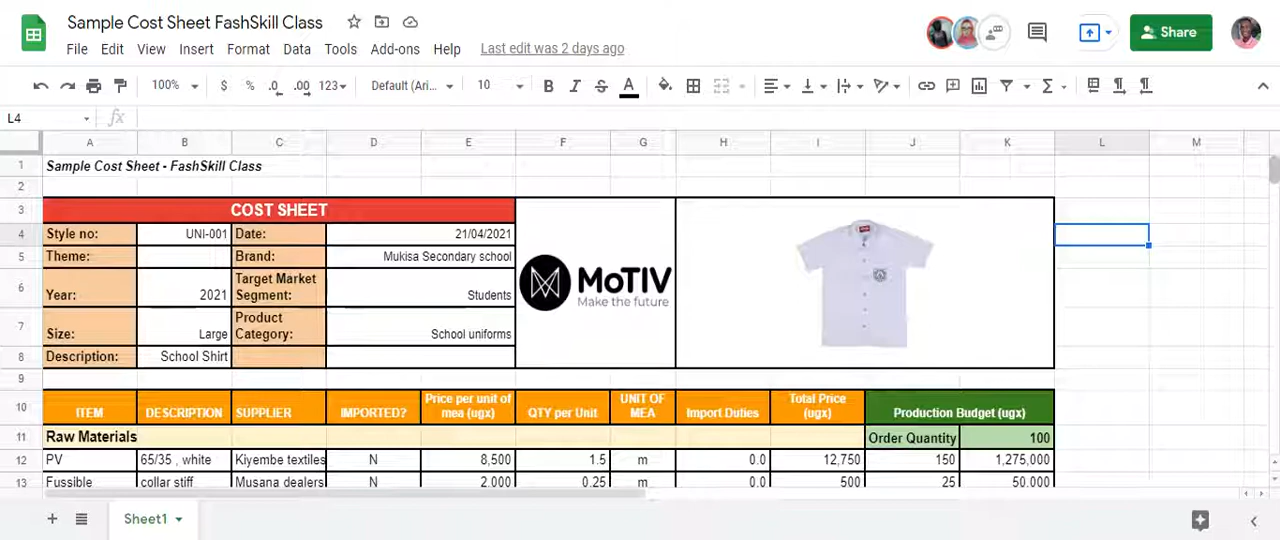 Sample Cost Sheet FashSkill Class
File Edit View Insert Format Data Tools Add-ons Help Last edit was 2 days ago
Share
100% $ % .0 .00 123 Default (Ari... 10 B I S A
L4 fx
A B C D E F G H I J K L M
1 Sample Cost Sheet - FashSkill Class
2
3 COST SHEET
4 Style no: UNI-001 Date: 21/04/2021
5 Theme: Brand: Mukisa Secondary school
6 Year: 2021 Target Market Segment: Students
7 Size: Large Product Category: School uniforms
8 Description: School Shirt
MoTIV
Make the future
9
10 ITEM DESCRIPTION SUPPLIER IMPORTED? Price per unit of mea (ugx) QTY per Unit UNIT OF MEA Import Duties Total Price (ugx) Production Budget (ugx)
11 Raw Materials Order Quantity 100
12 PV 65/35 , white Kiyembe textiles N 8,500 1.5 m 0.0 12,750 150 1,275,000
13 Fussible collar stiff Musana dealers N 2,000 0.25 m 0.0 500 25 50,000
Sheet1